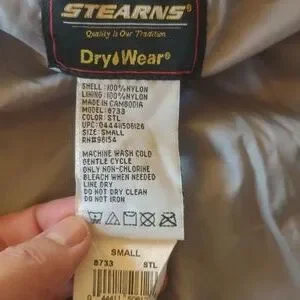 STEARNS®
Quality Is Our Tradition
Dry Wear®
SHELL: 100% NYLON
LINING: 100% NYLON
MADE IN CAMBODIA
MODEL: 8733
COLOR: STL
UPC: 044411506126
SIZE: SMALL
RN#96154
MACHINE WASH COLD
GENTLE CYCLE
ONLY NON-CHLORINE
BLEACH WHEN NEEDED
LINE DRY
DO NOT DRY CLEAN
DO NOT IRON
SMALL
8733 STL